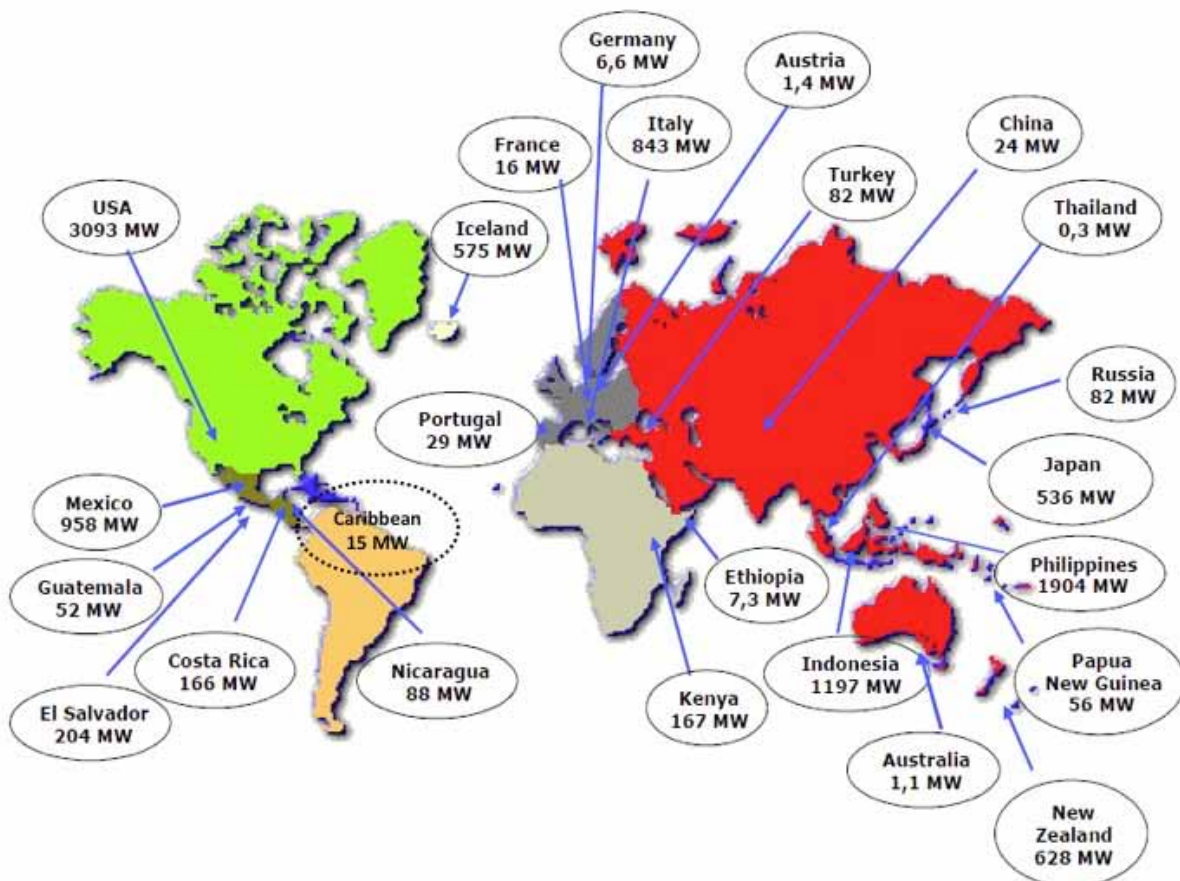 Germany
6,6 MW
Austria
1,4 MW
Italy
843 MW
China
24 MW
France
16 MW
Turkey
82 MW
USA
3093 MW
Thailand
0,3 MW
Iceland
575 MW
Russia
82 MW
Portugal
29 MW
Japan
536 MW
Mexico
958 MW
Caribbean
15 MW
Philippines
1904 MW
Guatemala
52 MW
Ethiopia
7,3 MW
Costa Rica
166 MW
Nicaragua
88 MW
Indonesia
1197 MW
Papua
New Guinea
56 MW
Kenya
167 MW
El Salvador
204 MW
Australia
1,1 MW
New
Zealand
628 MW